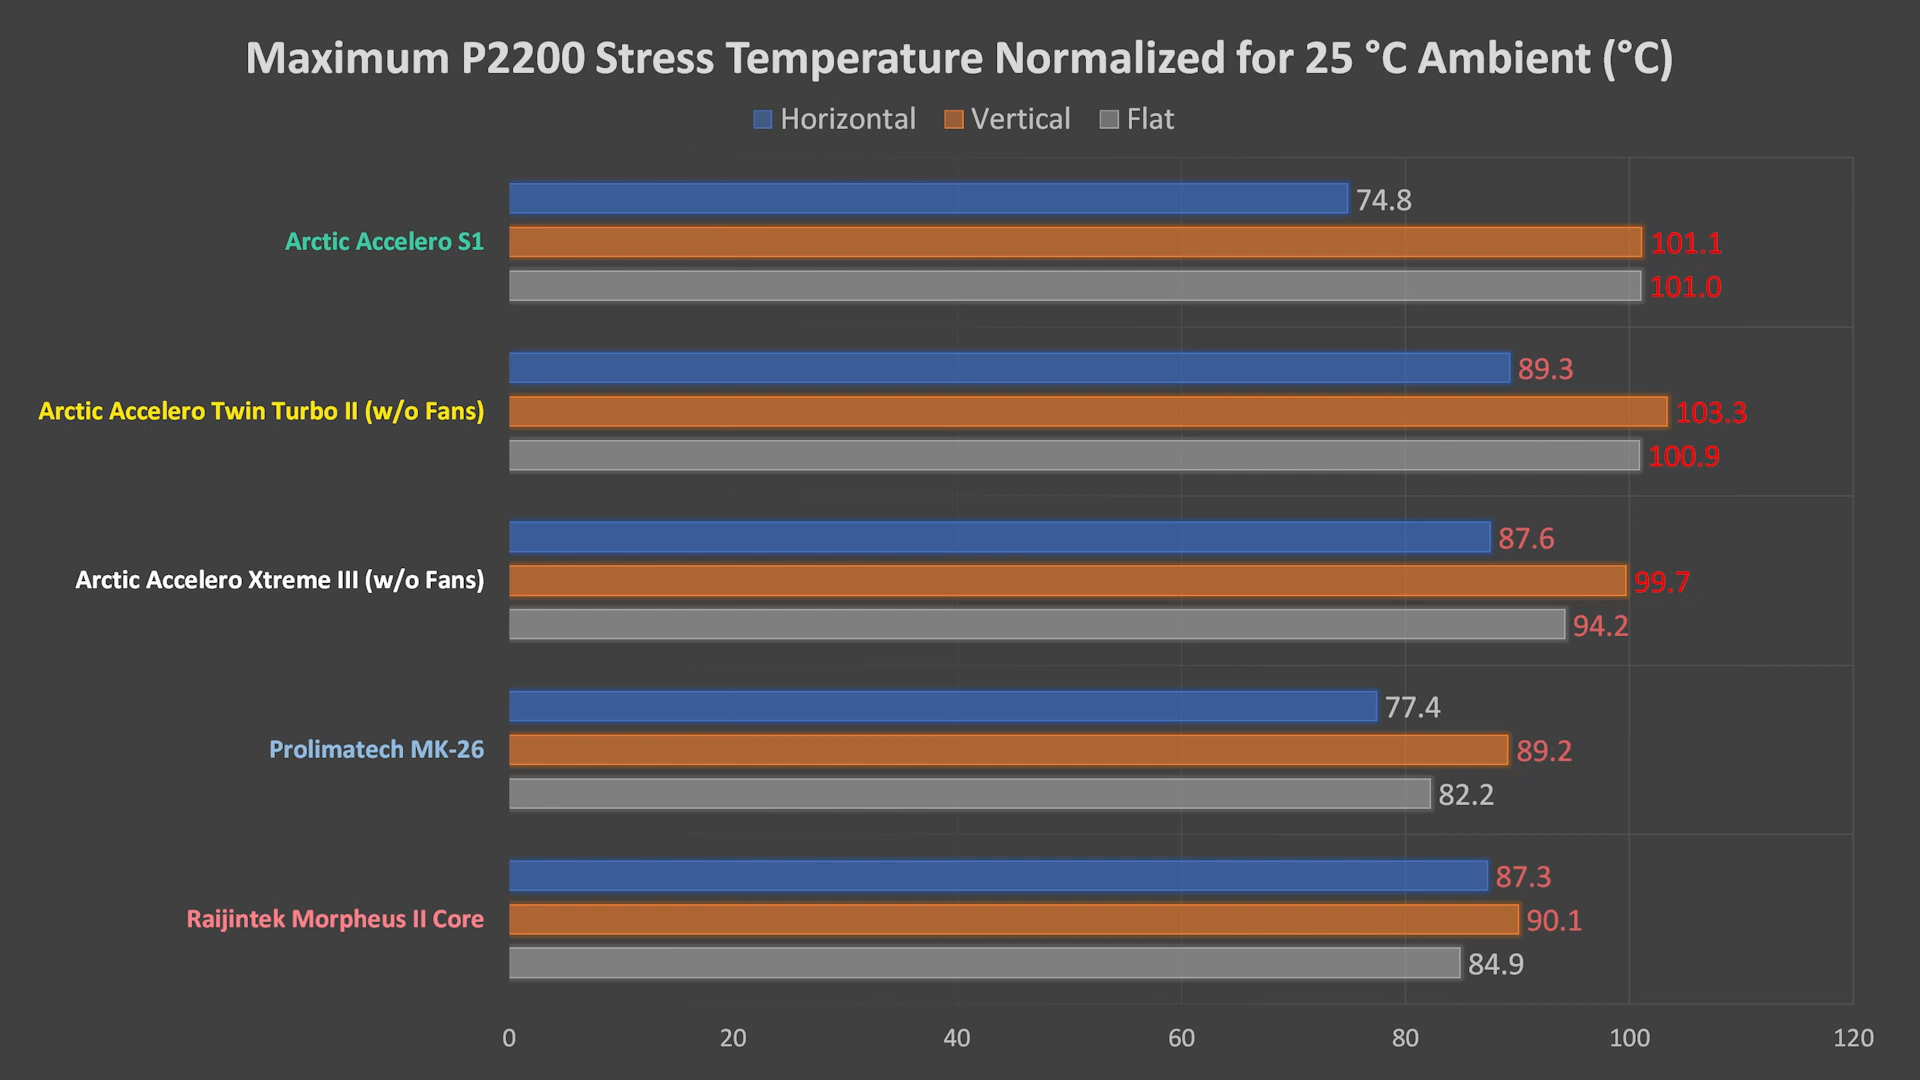 Maximum P2200 Stress Temperature Normalized for 25 °C Ambient (°C)
Horizontal Vertical Flat
74.8
Arctic Accelero S1 101.1
101.0
89.3
Arctic Accelero Twin Turbo II (w/o Fans) 103.3
100.9
87.6
Arctic Accelero Xtreme III (w/o Fans) 99.7
94.2
77.4
Prolimatech MK-26 89.2
82.2
87.3
Raijintek Morpheus II Core 90.1
84.9
0 20 40 60 80 100 120